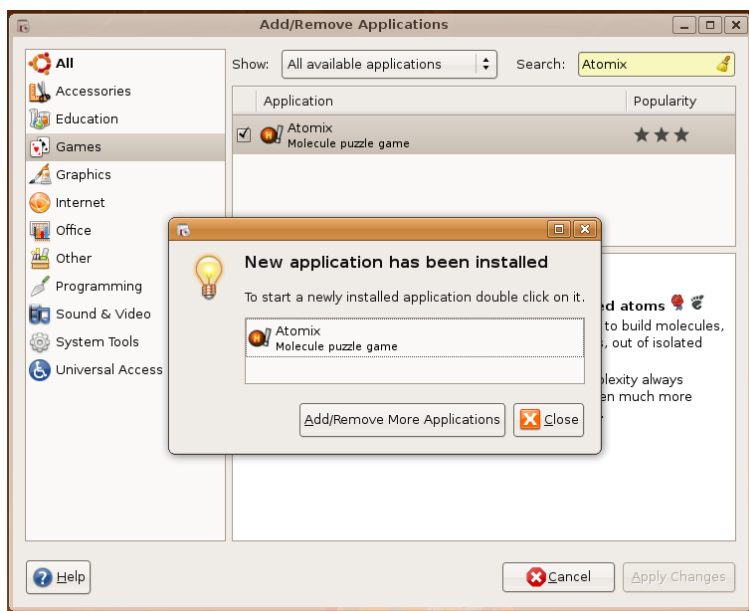 Add/Remove Applications
All
Accessories
Education
Games
Graphics
Internet
Office
Other
Programming
Sound & Video
System Tools
Universal Access
Show: All available applications Search: Atomix
Application Popularity
Atomix
Molecule puzzle game
New application has been installed
To start a newly installed application double click on it.
Atomix
Molecule puzzle game
Add/Remove More Applications Close
ed atoms
to build molecules,
, out of isolated
plexity always
en much more
Help Cancel Apply Changes